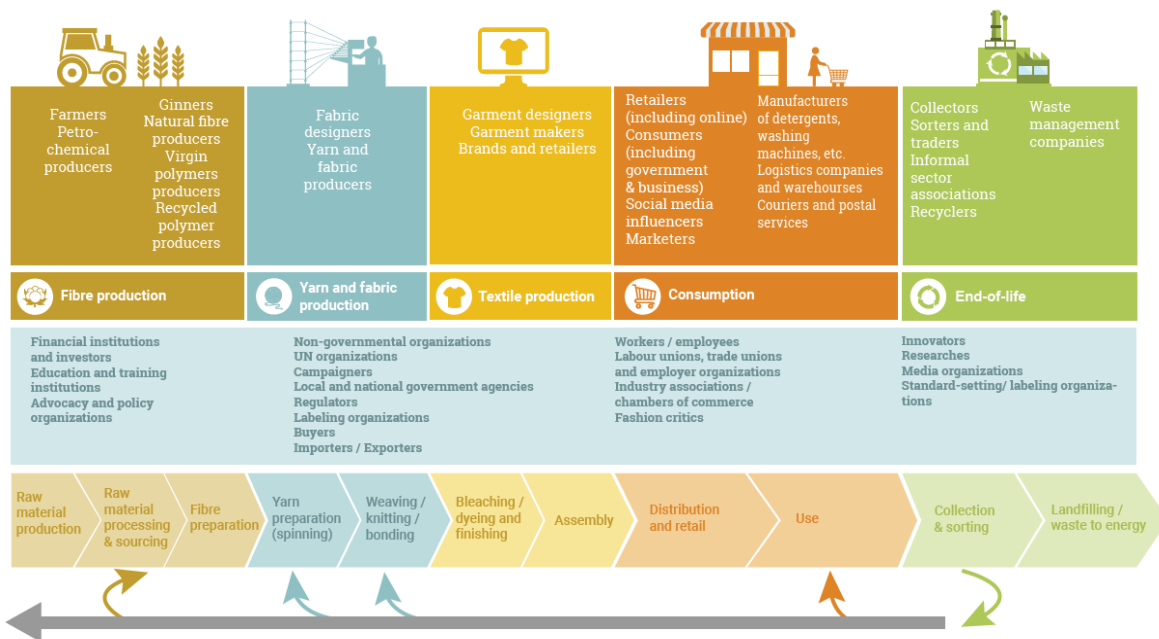 Farmers
Petro-
chemical
producers
Ginners
Natural fibre
producers
Virgin
polymers
producers
Recycled
polymer
producers
Fabric
designers
Yarn and
fabric
producers
Garment designers
Garment makers
Brands and retailers
Retailers
(including online)
Consumers
(including
government
& business)
Social media
influencers
Marketers
Manufacturers
of detergents,
washing
machines, etc.
Logistics companies
and warehourses
Couriers and postal
services
Collectors
Sorters and
traders
Informal
sector
associations
Recyclers
Waste
management
companies
Fibre production
Yarn and fabric
production
Textile production
Consumption
End-of-life
Financial institutions
and investors
Education and training
institutions
Advocacy and policy
organizations
Non-governmental organizations
UN organizations
Campaigners
Local and national government agencies
Regulators
Labeling organizations
Buyers
Importers / Exporters
Workers / employees
Labour unions, trade unions
and employer organizations
Industry associations /
chambers of commerce
Fashion critics
Innovators
Researches
Media organizations
Standard-setting/ labeling organiza-
tions
Raw
material
production
Raw
material
processing
& sourcing
Fibre
preparation
Yarn
preparation
(spinning)
Weaving /
knitting /
bonding
Bleaching /
dyeing and
finishing
Assembly
Distribution
and retail
Use
Collection
& sorting
Landfilling /
waste to energy